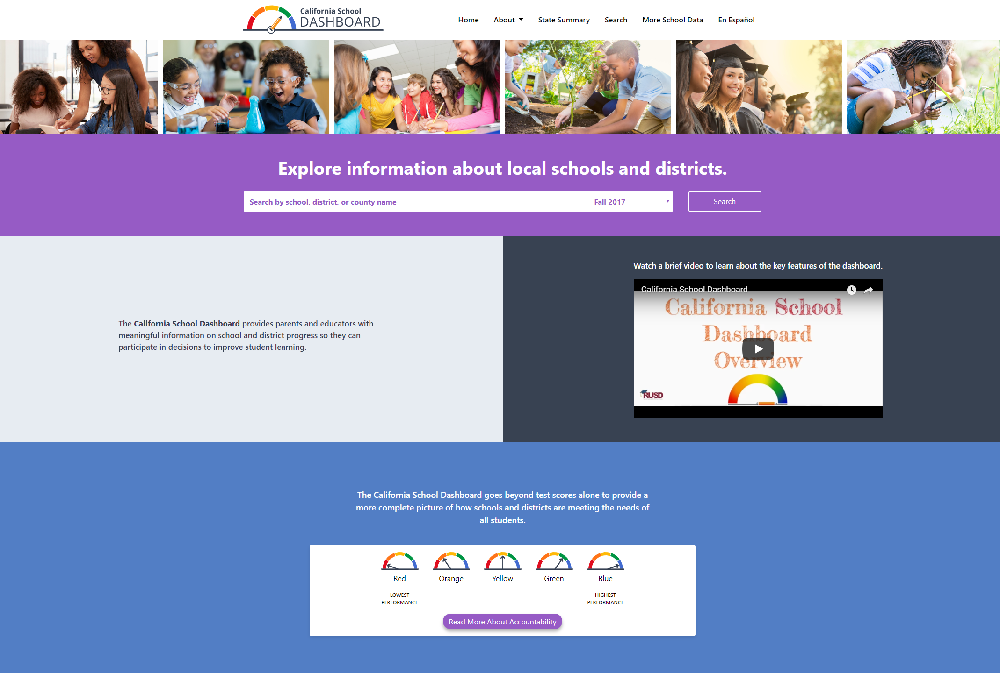 California School
DASHBOARD
Home
About
State Summary
Search
More School Data
En Español
Explore information about local schools and districts.
Search by school, district, or county name
Fall 2017
Search
The California School Dashboard provides parents and educators with
meaningful information on school and district progress so they can
participate in decisions to improve student learning.
Watch a brief video to learn about the key features of the dashboard.
California School Dashboard
California School
Dashboard
Overview
RUSD
The California School Dashboard goes beyond test scores alone to provide a
more complete picture of how schools and districts are meeting the needs of
all students.
Red
Orange
Yellow
Green
Blue
LOWEST
PERFORMANCE
HIGHEST
PERFORMANCE
Read More About Accountability